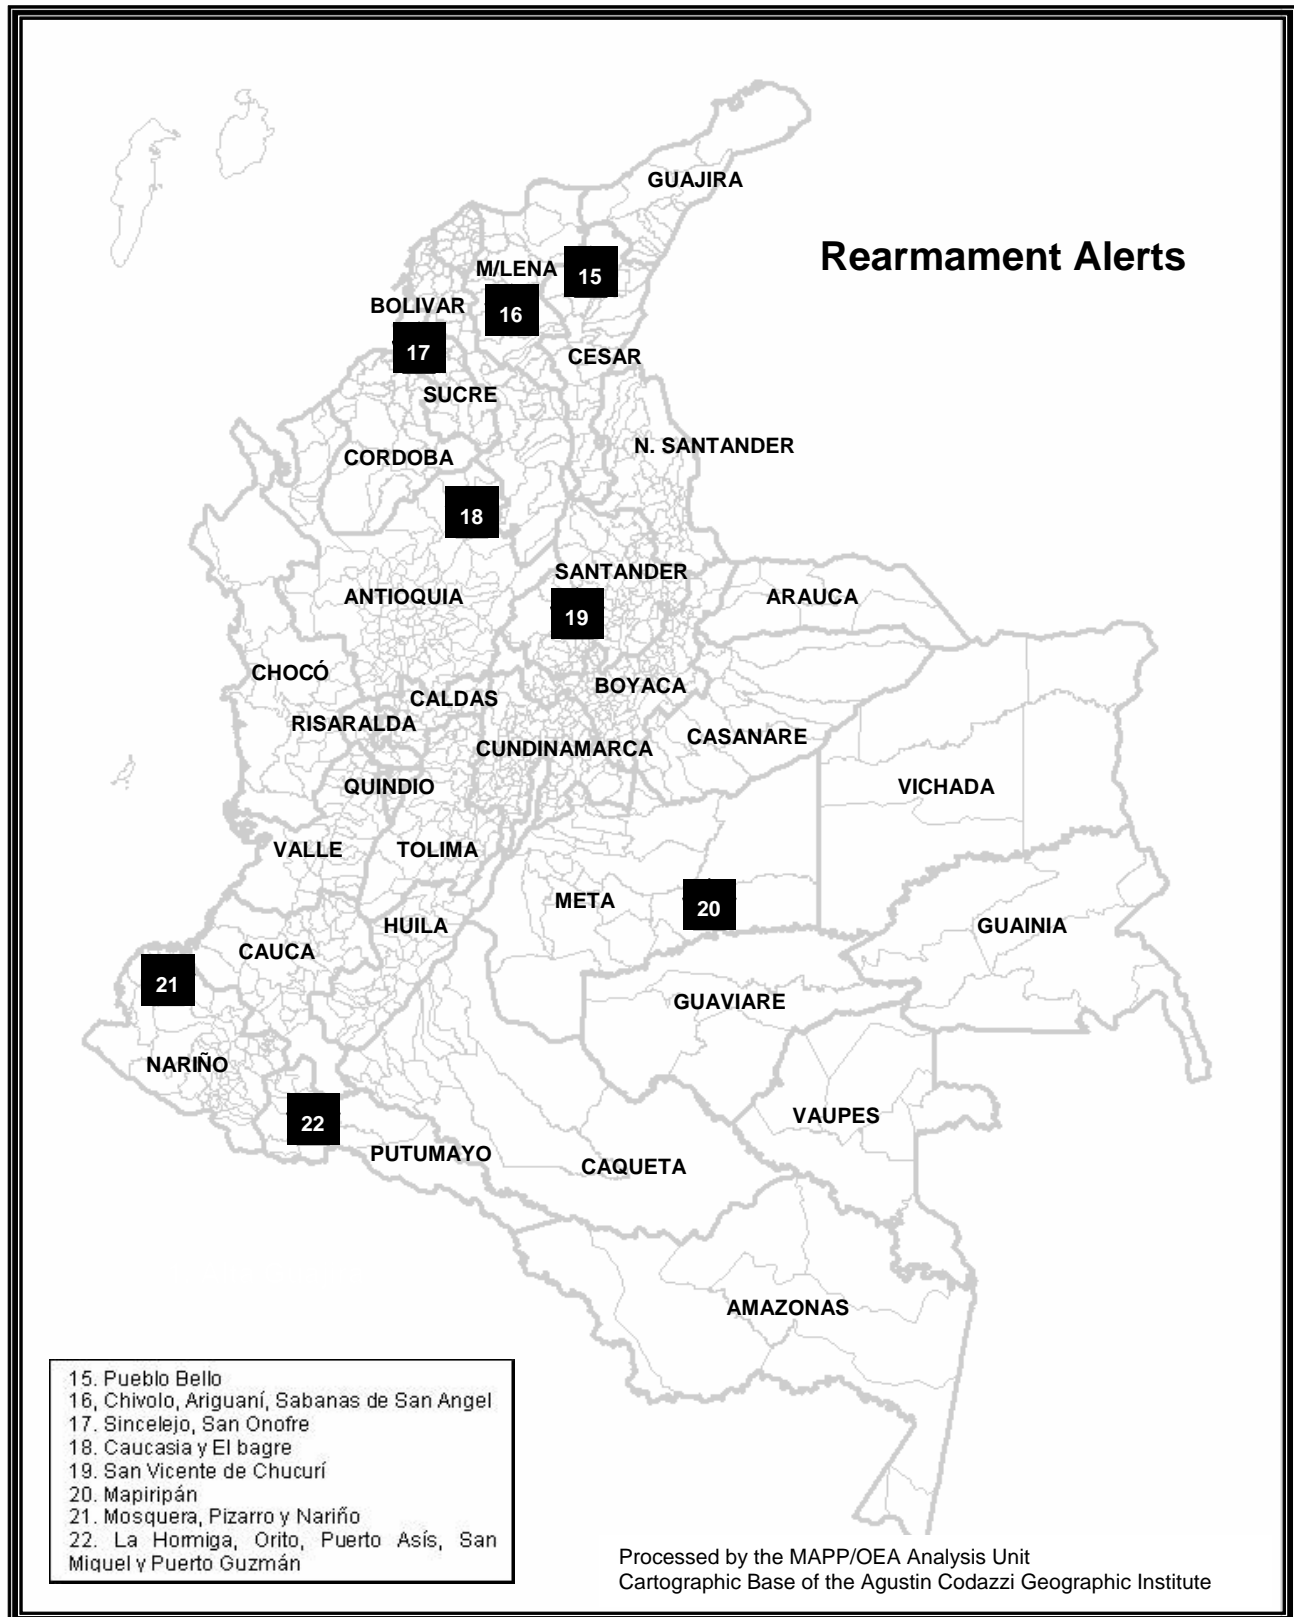 GUAJIRA
Rearmament Alerts
M/LENA
15
BOLIVAR
16
17
CESAR
SUCRE
N. SANTANDER
CORDOBA
18
SANTANDER
ANTIOQUIA
ARAUCA
19
CHOCÓ
BOYACA
CALDAS
RISARALDA
CUNDINAMARCA
CASANARE
QUINDIO
VICHADA
VALLE
TOLIMA
META
20
HUILA
GUAINIA
CAUCA
21
GUAVIARE
NARIÑO
VAUPES
22
PUTUMAYO
CAQUETA
AMAZONAS
15. Pueblo Bello
16, Chivolo, Ariguaní, Sabanas de San Angel
17. Sincelejo, San Onofre
18. Caucasia y El bagre
19. San Vicente de Chucurí
20. Mapiripán
21. Mosquera, Pizarro y Nariño
22. La Hormiga, Orito, Puerto Asís, San
Miguel y Puerto Guzmán
Processed by the MAPP/OEA Analysis Unit
Cartographic Base of the Agustin Codazzi Geographic Institute